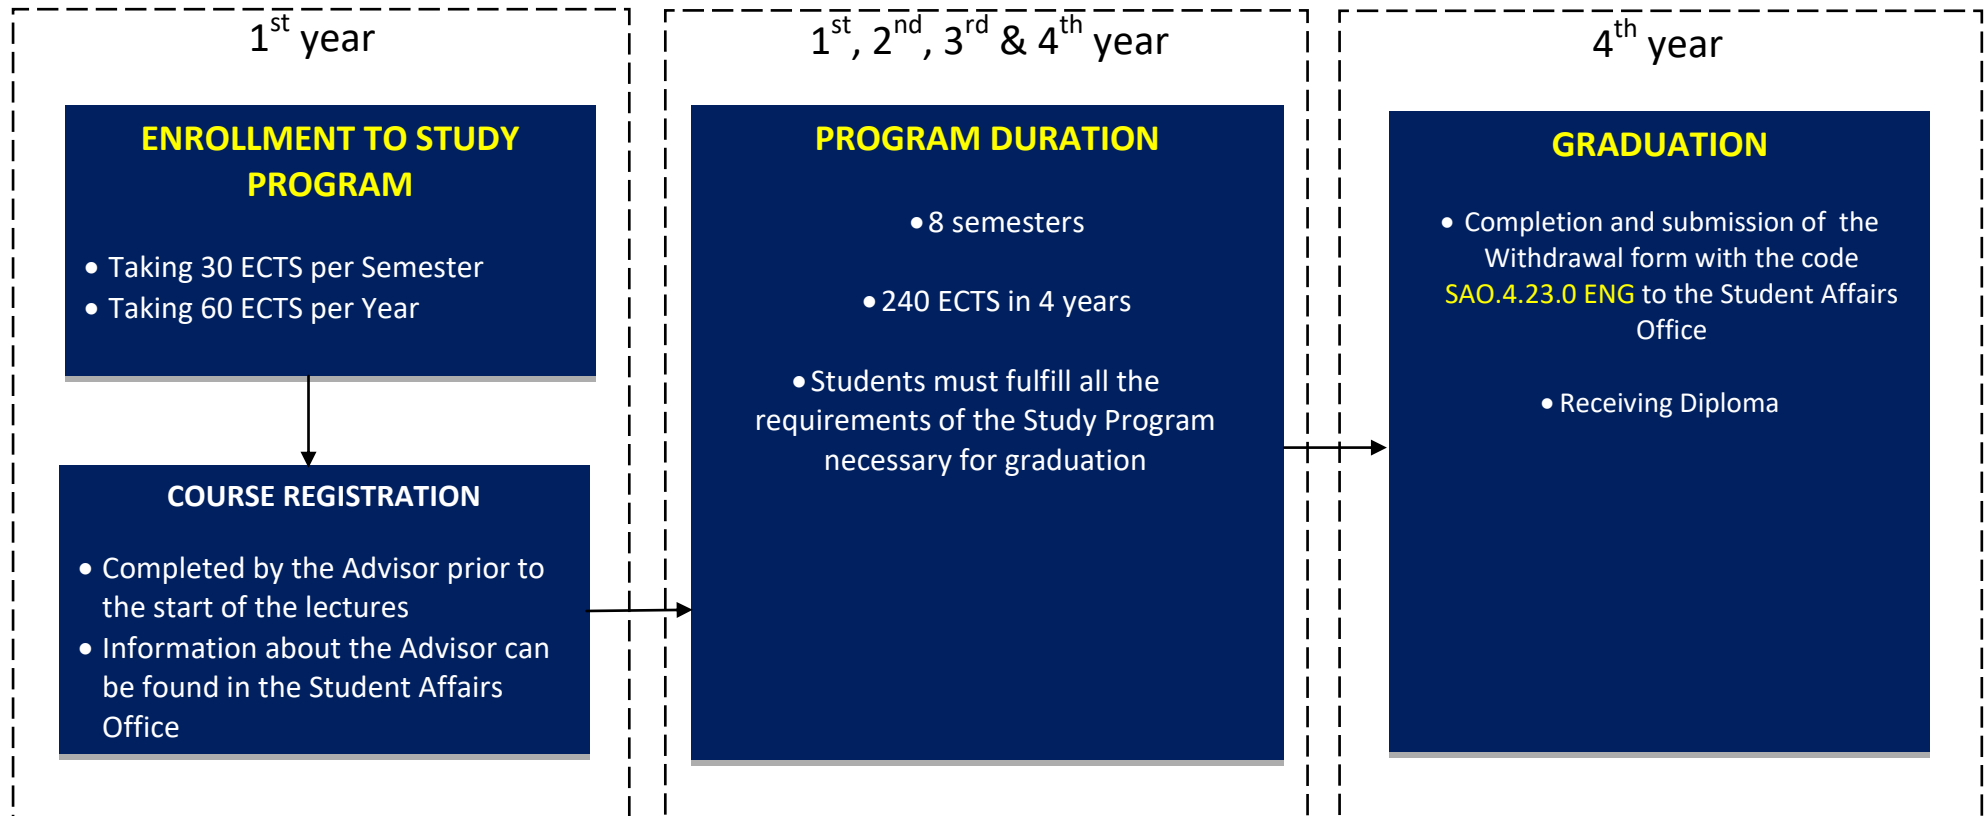 1st year
ENROLLMENT TO STUDY
PROGRAM
• Taking 30 ECTS per Semester
• Taking 60 ECTS per Year
COURSE REGISTRATION
• Completed by the Advisor prior to
the start of the lectures
• Information about the Advisor can
be found in the Student Affairs
Office
1st, 2nd, 3rd & 4th year
PROGRAM DURATION
• 8 semesters
• 240 ECTS in 4 years
• Students must fulfill all the
requirements of the Study Program
necessary for graduation
4th year
GRADUATION
• Completion and submission of the
Withdrawal form with the code
SAO.4.23.0 ENG to the Student Affairs
Office
• Receiving Diploma